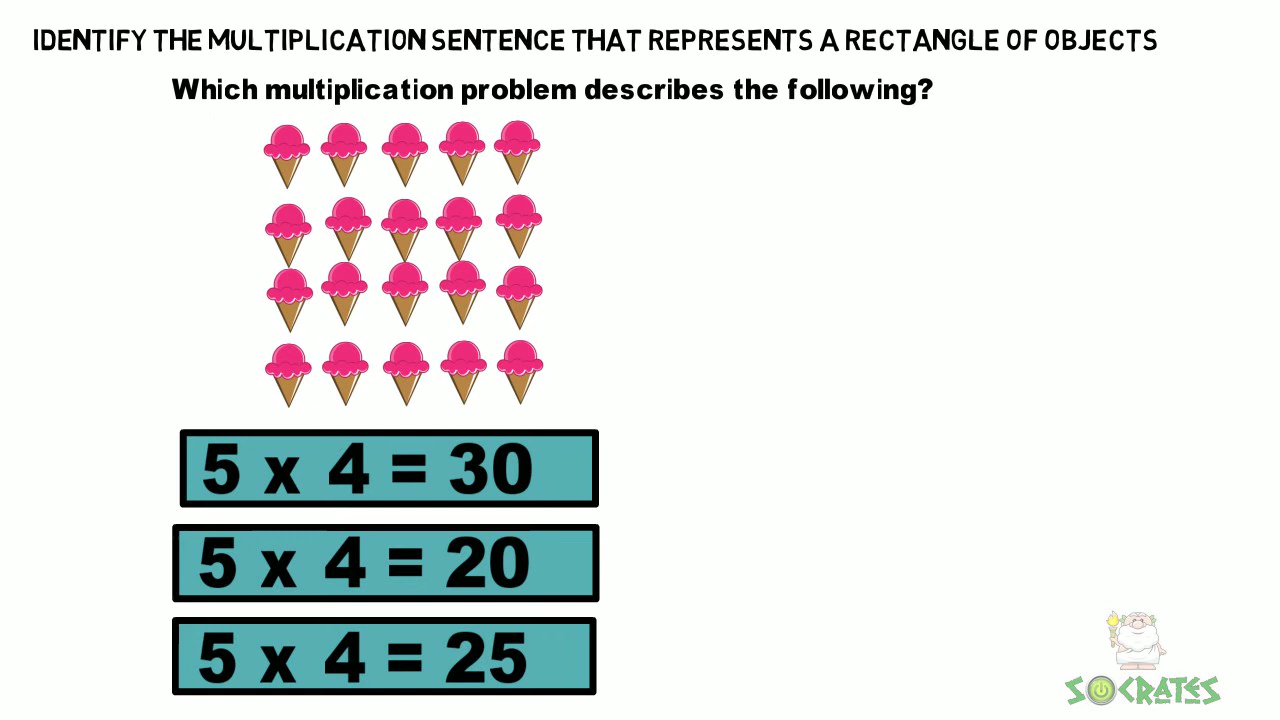 IDENTIFY THE MULTIPLICATION SENTENCE THAT REPRESENTS A RECTANGLE OF OBJECTS
Which multiplication problem describes the following?
5 x 4 = 30
5 x 4 = 20
5 x 4 = 25
SOCRATES